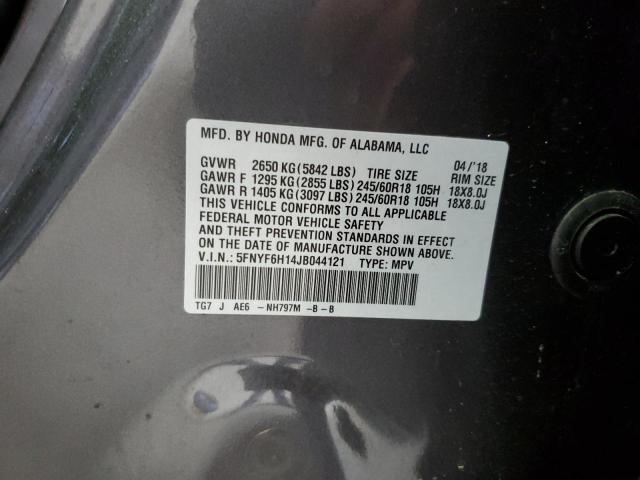 MFD. BY HONDA MFG. OF ALABAMA, LLC 04/'18
GVWR 2650 KG(5842 LBS) TIRE SIZE RIM SIZE
GAWR F 1295 KG(2855 LBS)245/60R18 105H 18X8.0J
GAWR R 1405 KG(3097 LBS)245/60R18 105H 18X8.0J
THIS VEHICLE CONFORMS TO ALL APPLICABLE
FEDERAL MOTOR VEHICLE SAFETY
AND THEFT PREVENTION STANDARDS IN EFFECT
ON THE DATE OF MANUFACTURE SHOWN ABOVE.
V.I.N.: 5FNYF6H14JB044121 TYPE: MPV
TG7 J AE6 -NH797M -B-B